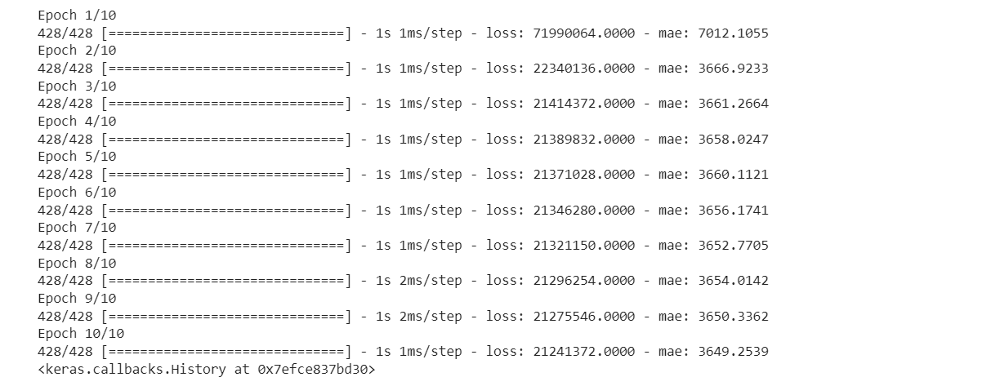 Epoch 1/10
428/428 [==============================] - 1s 1ms/step - loss: 71990064.0000 - mae: 7012.1055
Epoch 2/10
428/428 [==============================] - 1s 1ms/step - loss: 22340136.0000 - mae: 3666.9233
Epoch 3/10
428/428 [==============================] - 1s 1ms/step - loss: 21414372.0000 - mae: 3661.2664
Epoch 4/10
428/428 [==============================] - 1s 1ms/step - loss: 21389832.0000 - mae: 3658.0247
Epoch 5/10
428/428 [==============================] - 1s 1ms/step - loss: 21371028.0000 - mae: 3660.1121
Epoch 6/10
428/428 [==============================] - 1s 1ms/step - loss: 21346280.0000 - mae: 3656.1741
Epoch 7/10
428/428 [==============================] - 1s 1ms/step - loss: 21321150.0000 - mae: 3652.7705
Epoch 8/10
428/428 [==============================] - 1s 2ms/step - loss: 21296254.0000 - mae: 3654.0142
Epoch 9/10
428/428 [==============================] - 1s 2ms/step - loss: 21275546.0000 - mae: 3650.3362
Epoch 10/10
428/428 [==============================] - 1s 1ms/step - loss: 21241372.0000 - mae: 3649.2539
<keras.callbacks.History at 0x7efce837bd30>